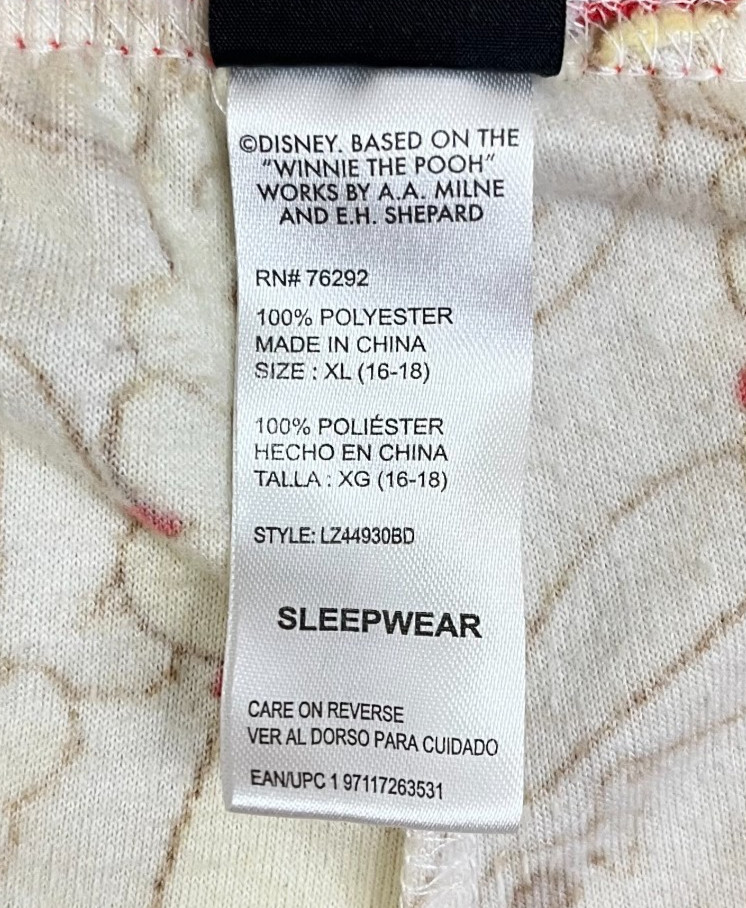 ©DISNEY. BASED ON THE
"WINNIE THE POOH"
WORKS BY A.A. MILNE
AND E.H. SHEPARD
RN# 76292
100% POLYESTER
MADE IN CHINA
SIZE : XL (16-18)
100% POLIÉSTER
HECHO EN CHINA
TALLA : XG (16-18)
STYLE: LZ44930BD
SLEEPWEAR
CARE ON REVERSE
VER AL DORSO PARA CUIDADO
EAN/UPC 1 97117263531